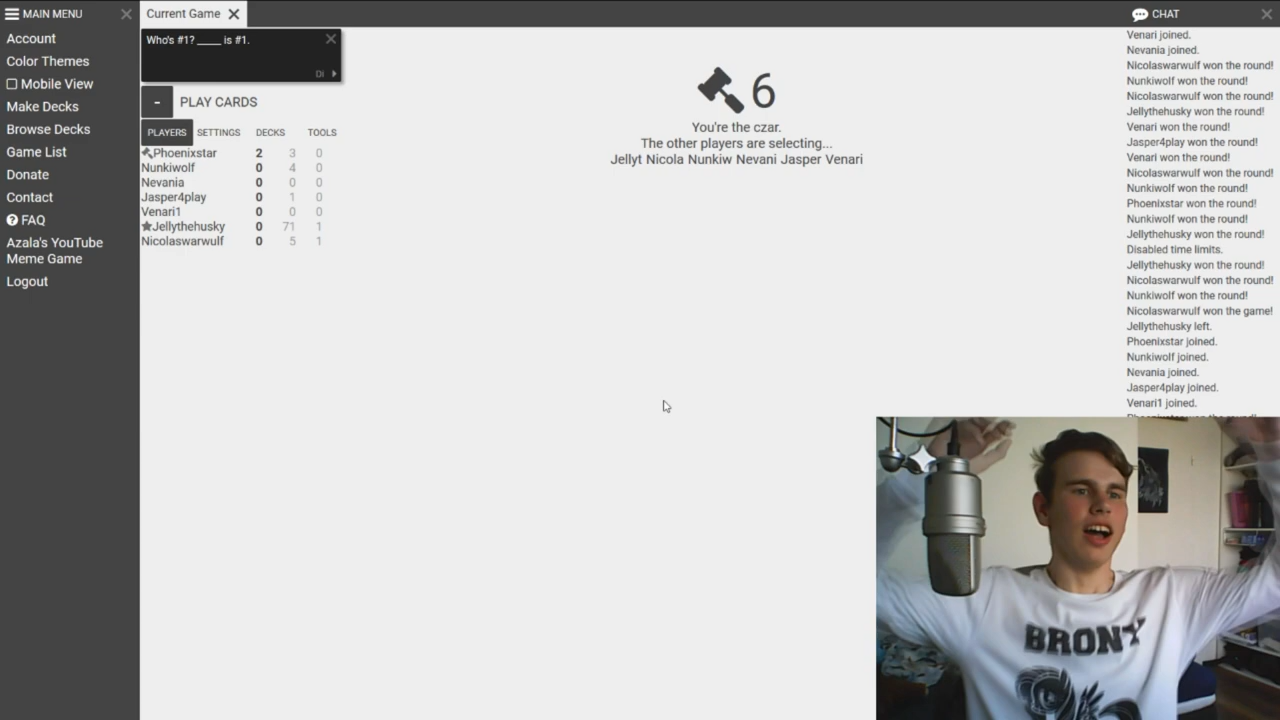 MAIN MENU
Account
Color Themes
Mobile View
Make Decks
Browse Decks
Game List
Donate
Contact
FAQ
Azala's YouTube
Meme Game
Logout
Current Game
Who's #1? _____ is #1.
Di
- PLAY CARDS
PLAYERS SETTINGS DECKS TOOLS
Phoenixstar 2 3 0
Nunkiwolf 0 4 0
Nevania 0 0 0
Jasper4play 0 1 0
Venari1 0 0 0
Jellythehusky 0 71 1
Nicolaswarwulf 0 5 1
6
You're the czar.
The other players are selecting...
Jellyt Nicola Nunkiw Nevani Jasper Venari
CHAT
Venari joined.
Nevania joined.
Nicolaswarwulf won the round!
Nunkiwolf won the round!
Nicolaswarwulf won the round!
Jellythehusky won the round!
Venari won the round!
Jasper4play won the round!
Venari won the round!
Nicolaswarwulf won the round!
Nunkiwolf won the round!
Phoenixstar won the round!
Nunkiwolf won the round!
Jellythehusky won the round!
Disabled time limits.
Jellythehusky won the round!
Nicolaswarwulf won the round!
Nunkiwolf won the round!
Nicolaswarwulf won the game!
Jellythehusky left.
Phoenixstar joined.
Nunkiwolf joined.
Nevania joined.
Jasper4play joined.
Venari1 joined.
BRONY